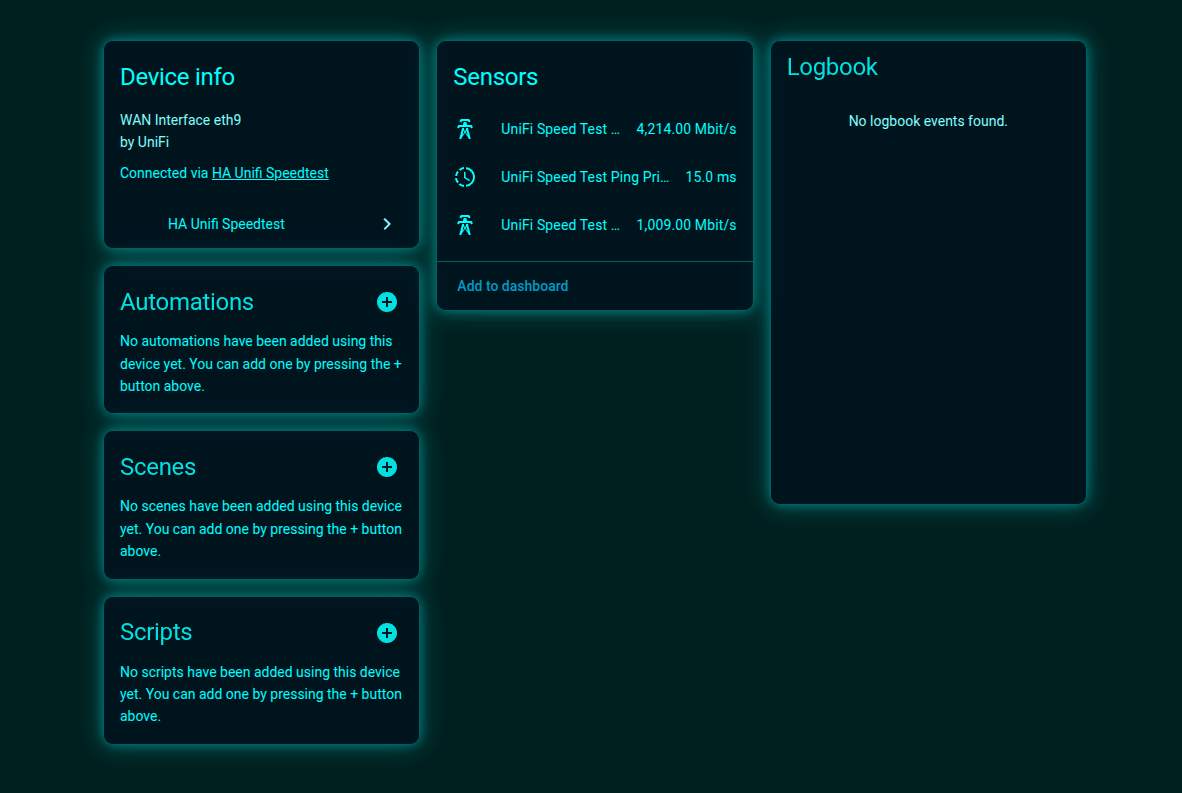 Device info
WAN Interface eth9
by UniFi
Connected via HA Unifi Speedtest
HA Unifi Speedtest
Automations
No automations have been added using this
device yet. You can add one by pressing the +
button above.
Scenes
No scenes have been added using this device
yet. You can add one by pressing the + button
above.
Scripts
No scripts have been added using this device
yet. You can add one by pressing the + button
above.
Sensors
UniFi Speed Test ... 4,214.00 Mbit/s
UniFi Speed Test Ping Pri... 15.0 ms
UniFi Speed Test ... 1,009.00 Mbit/s
Add to dashboard
Logbook
No logbook events found.